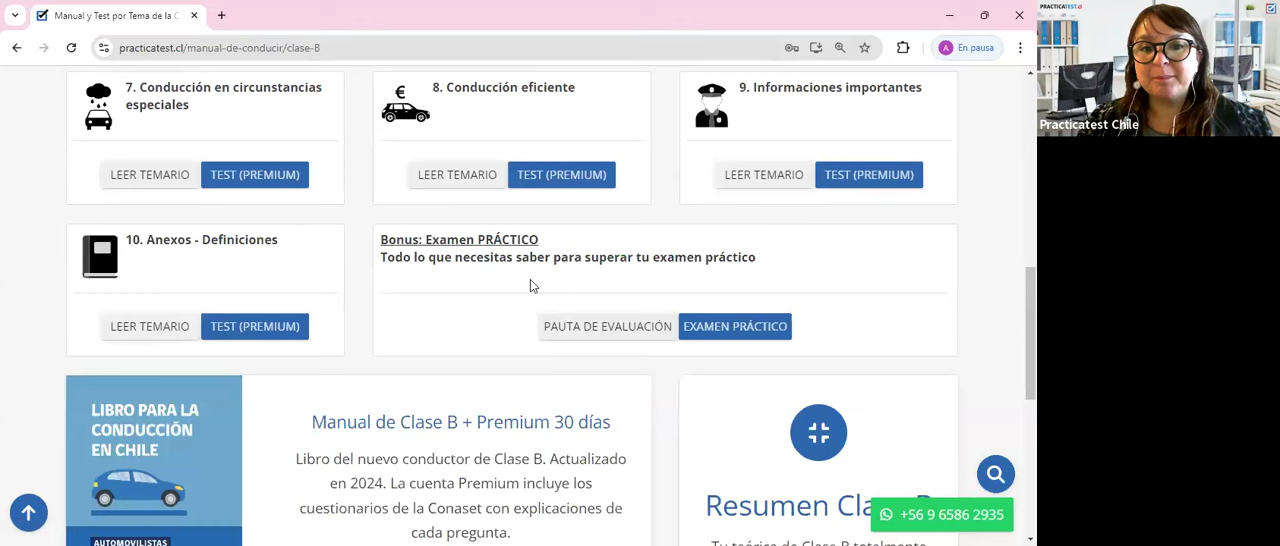 Manual y Test por Tema de la C
practicatest.cl/manual-de-conducir/clase-B
A
En pausa
PRACTICATEST.cl
Practicatest Chile
7. Conducción en circunstancias
especiales
LEER TEMARIO
TEST (PREMIUM)
€
8. Conducción eficiente
LEER TEMARIO
TEST (PREMIUM)
9. Informaciones importantes
LEER TEMARIO
TEST (PREMIUM)
10. Anexos - Definiciones
LEER TEMARIO
TEST (PREMIUM)
Bonus: Examen PRÁCTICO
Todo lo que necesitas saber para superar tu examen práctico
PAUTA DE EVALUACIÓN
EXAMEN PRÁCTICO
LIBRO PARA LA
CONDUCCIÓN
EN CHILE
AUTOMOVILISTAS
Manual de Clase B + Premium 30 días
Libro del nuevo conductor de Clase B. Actualizado
en 2024. La cuenta Premium incluye los
cuestionarios de la Conaset con explicaciones de
cada pregunta.
Resumen
+56 9 6586 2935